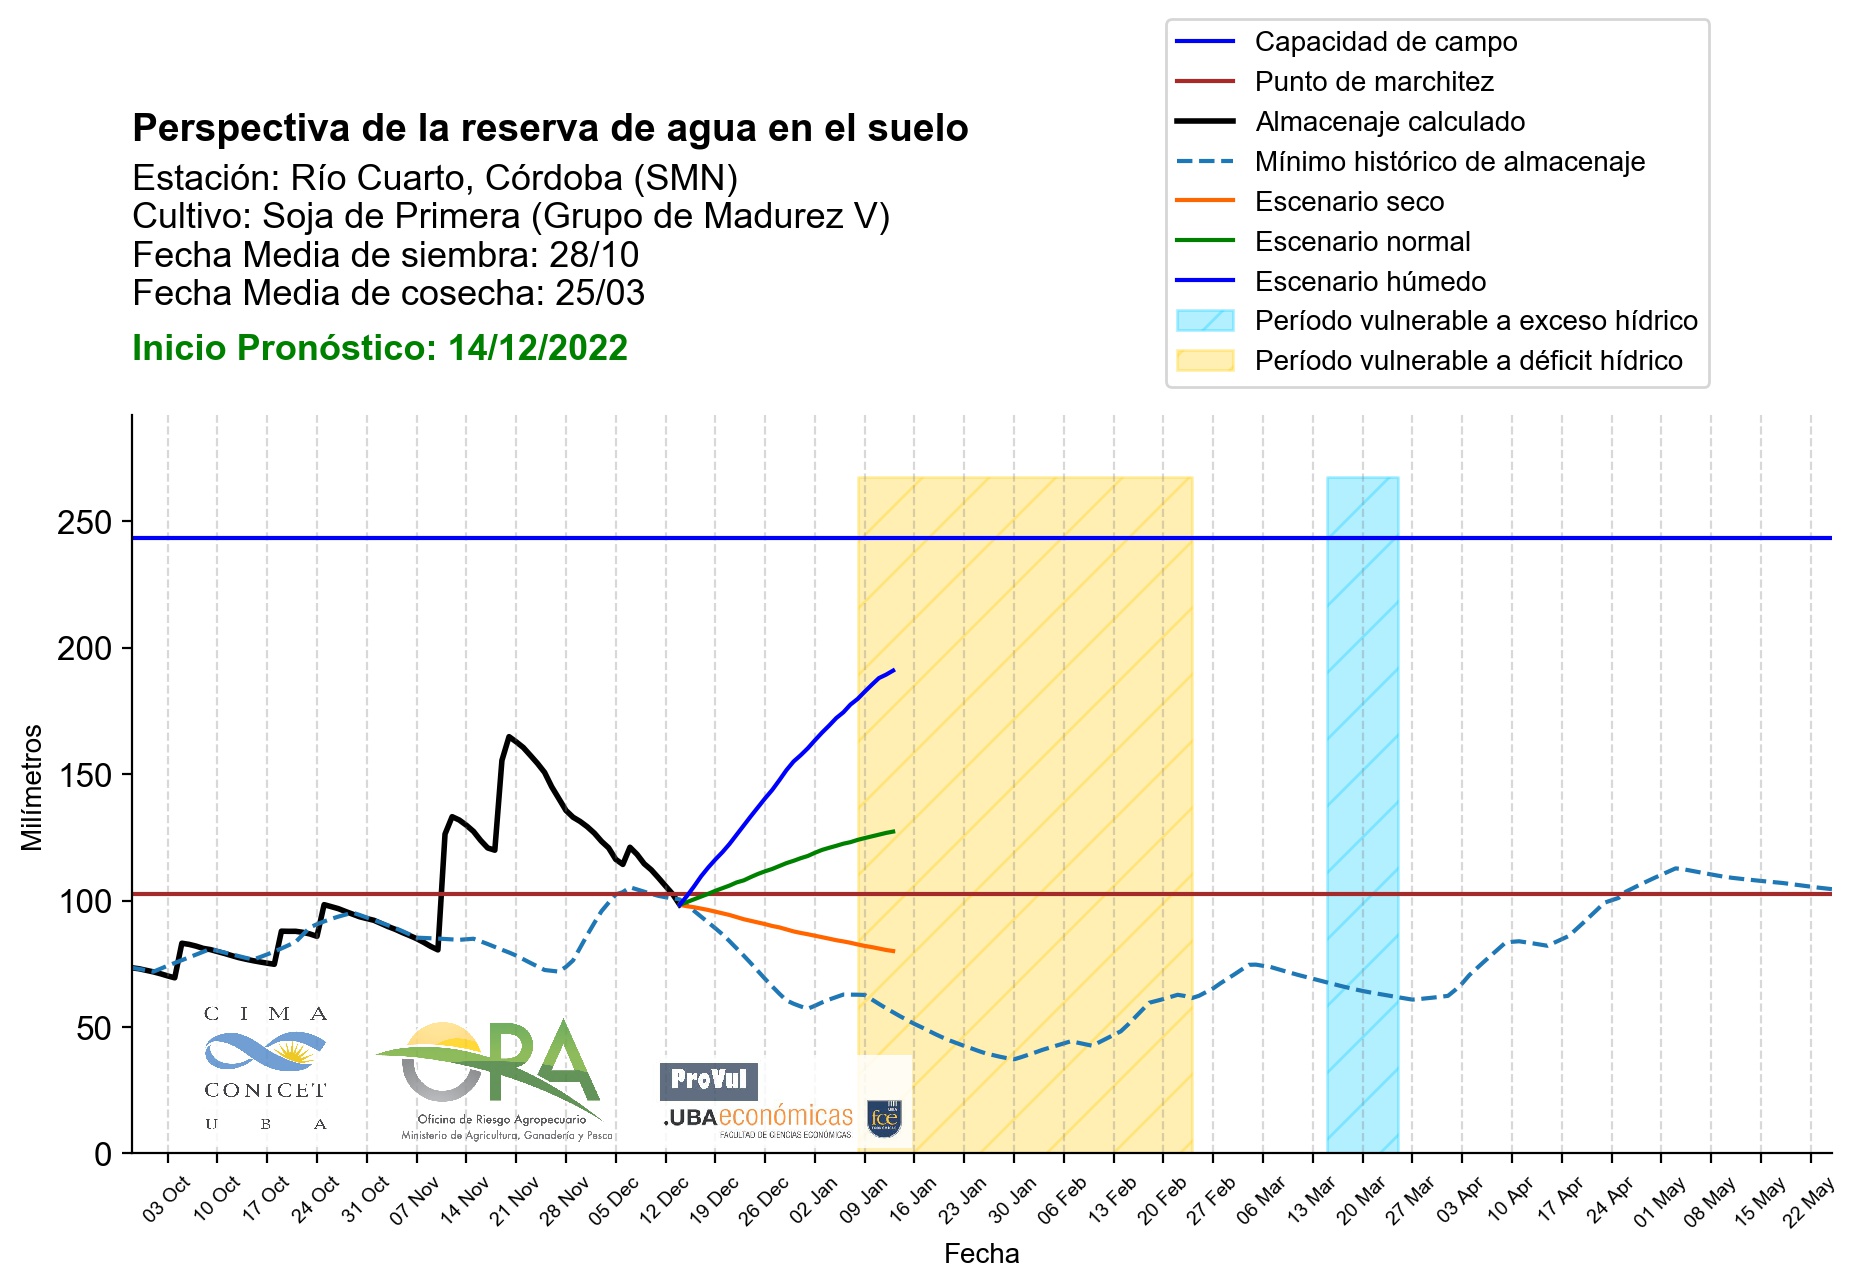 Capacidad de campo
Punto de marchitez
Almacenaje calculado
Mínimo histórico de almacenaje
Escenario seco
Escenario normal
Escenario húmedo
Período vulnerable a exceso hídrico
Período vulnerable a déficit hídrico
Perspectiva de la reserva de agua en el suelo
Estación: Río Cuarto, Córdoba (SMN)
Cultivo: Soja de Primera (Grupo de Madurez V)
Fecha Media de siembra: 28/10
Fecha Media de cosecha: 25/03
Inicio Pronóstico: 14/12/2022
Milímetros
250
200
150
100
50
0
CIMA
CONICET
UBA
ORA
Oficina de Riesgo Agropecuario
Ministerio de Agricultura, Ganadería y Pesca
ProVul
.UBAeconómicas
FACULTAD DE CIENCIAS ECONÓMICAS
UBA
fce
ECONÓMICAS
03 Oct
10 Oct
17 Oct
24 Oct
31 Oct
07 Nov
14 Nov
21 Nov
28 Nov
05 Dec
12 Dec
19 Dec
26 Dec
02 Jan
09 Jan
16 Jan
23 Jan
30 Jan
06 Feb
13 Feb
20 Feb
27 Feb
06 Mar
13 Mar
20 Mar
27 Mar
03 Apr
10 Apr
17 Apr
24 Apr
01 May
08 May
15 May
22 May
Fecha